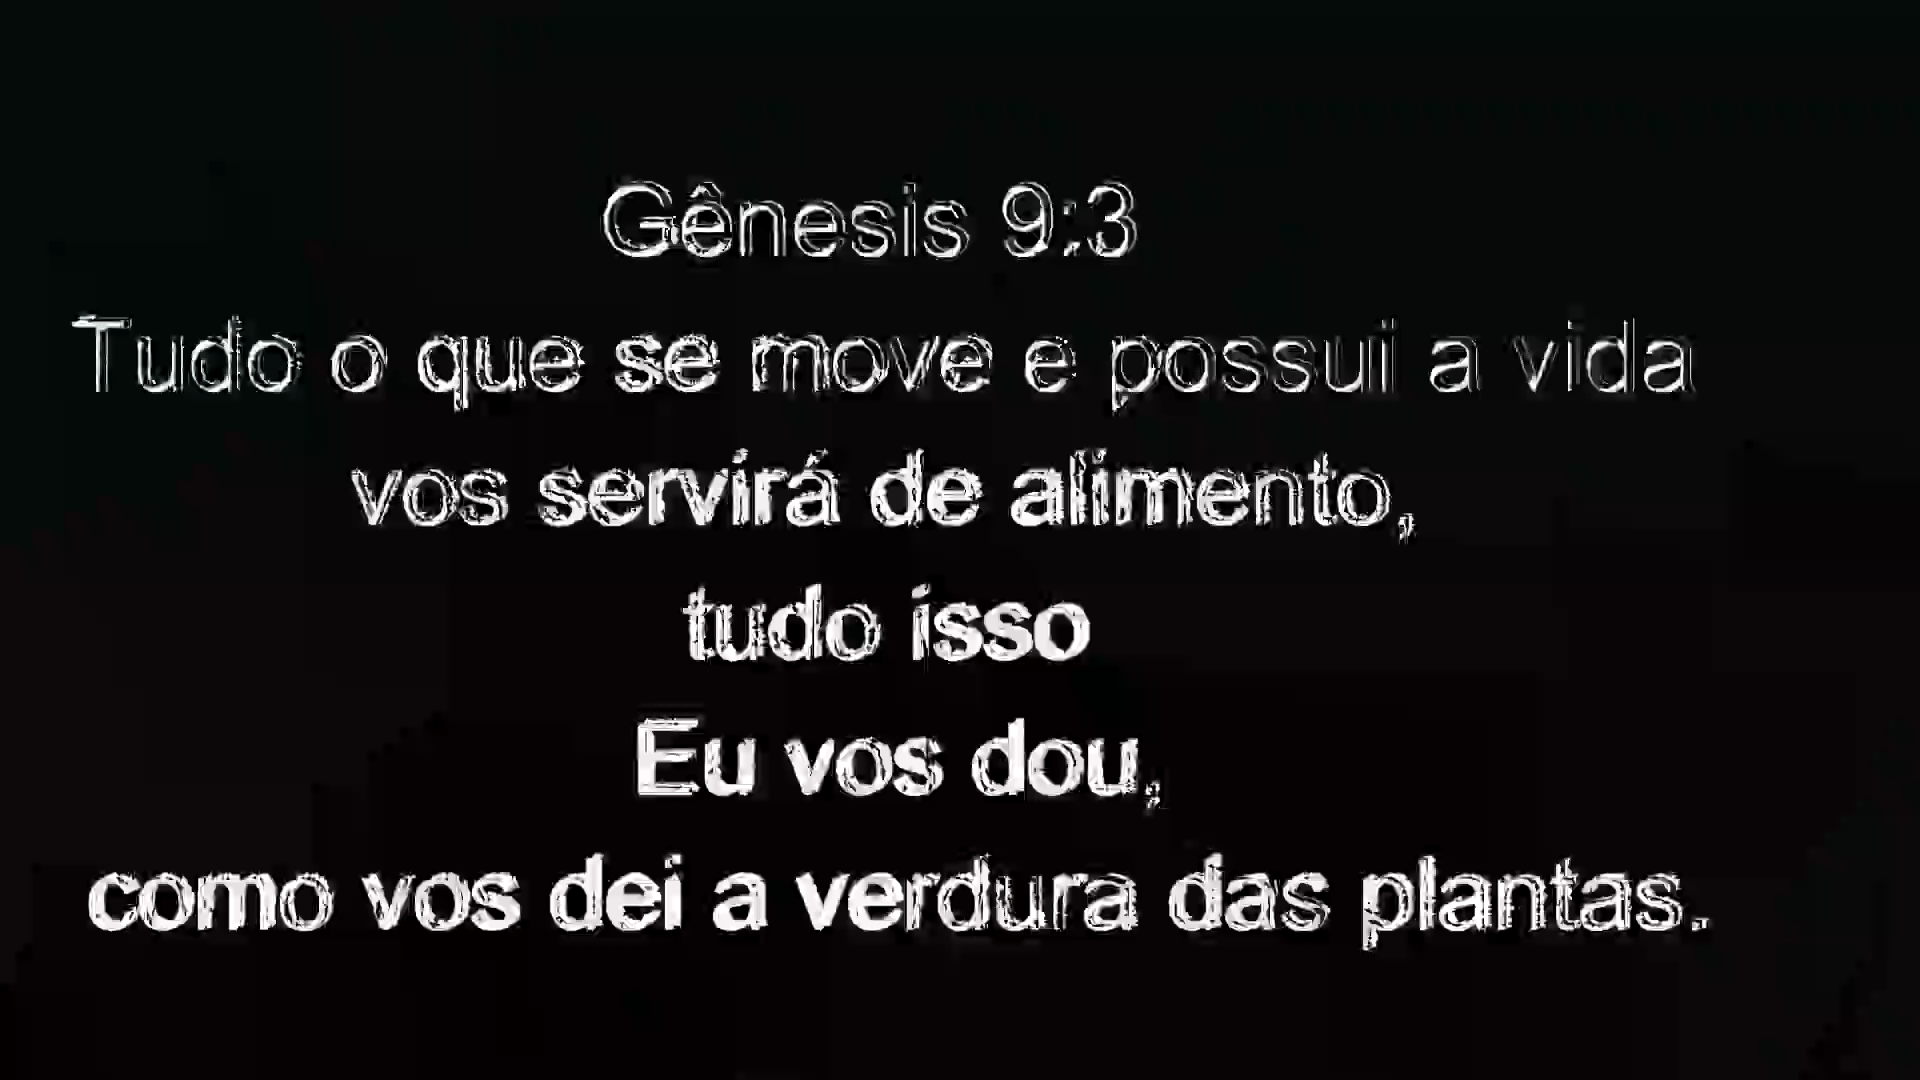 Gênesis 9:3
Tudo o que se move e possui a vida
vos servirá de alimento,
tudo isso
Eu vos dou,
como vos dei a verdura das plantas.